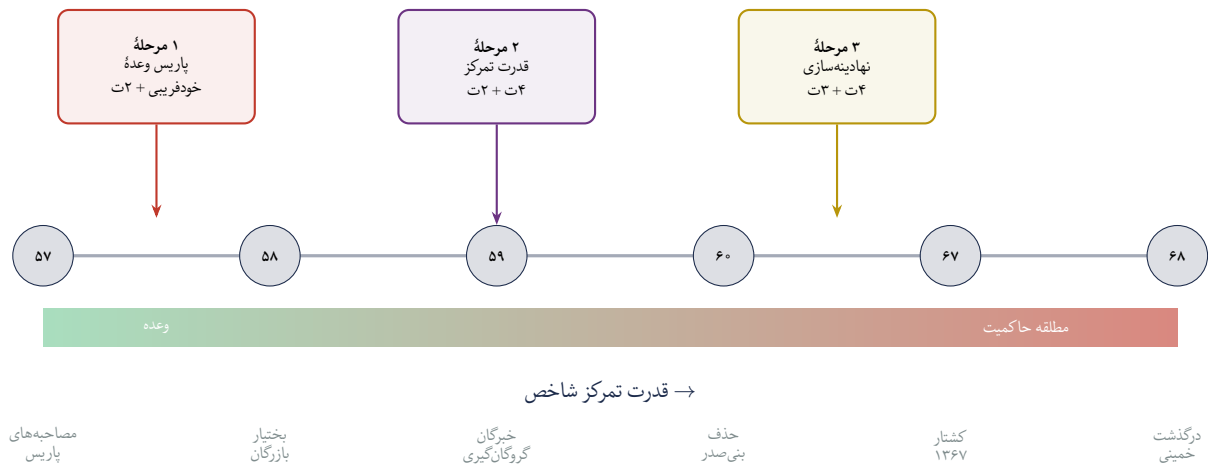 ۱ مرحلهٔ
پاریس وعدهٔ
خودفریبی + ۲ت
۲ مرحلهٔ
قدرت تمرکز
۴ت + ۲ت
۳ مرحلهٔ
نهادینه‌سازی
۴ت + ۳ت
۵۷
۵۸
۵۹
۶۰
۶۷
۶۸
وعده
مطلقه حاکمیت
→ قدرت تمرکز شاخص
مصاحبه‌های
پاریس
بختیار
بازرگان
خبرگان
گروگان‌گیری
حذف
بنی‌صدر
کشتار
۱۳۶۷
درگذشت
خمینی